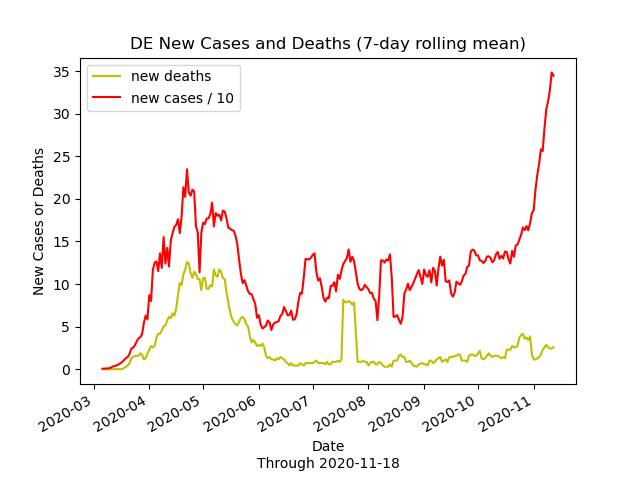 DE New Cases and Deaths (7-day rolling mean)
new deaths
new cases / 10
35
30
25
20
15
10
5
0
New Cases or Deaths
2020-03
2020-04
2020-05
2020-06
2020-07
2020-08
2020-09
2020-10
2020-11
Date
Through 2020-11-18